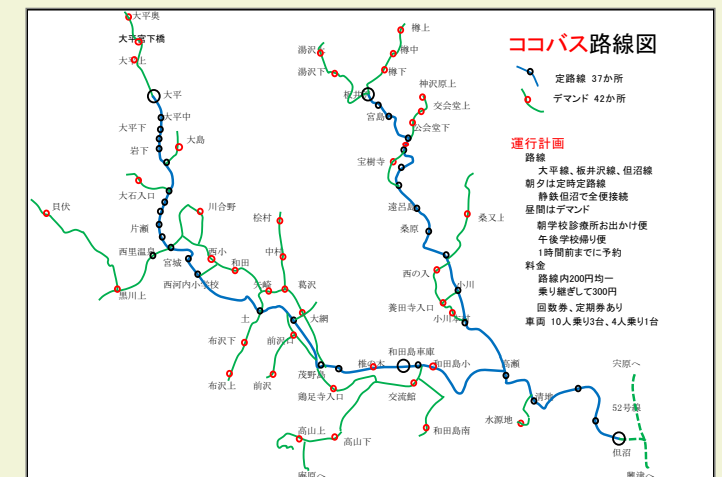 ココバス路線図
定路線 37か所
デマンド 42か所
運行計画
路線
大平線、板井沢線、但沼線
朝夕は定時定路線
静鉄但沼で全便接続
昼間はデマンド
朝学校診療所お出かけ便
午後学校帰り便
1時間前までに予約
料金
路線内200円均一
乗り継ぎして300円
回数券、定期券あり
車両 10人乗り3台、4人乗り1台
大平奥
大平宮下橋
大平上
大平
大平中
大平下
岩下
大島
大石入口
貝伏
川合野
片瀬
西里温泉
宮城
西小
和田
西河内小学校
黒川上
桧村
中村
葛沢
矢崎
土
大網
布沢下
布沢上
前沢口
前沢
茂野島
鶏足寺入口
椎の木
和田島車庫
和田島小
交流館
和田島南
高山上
高山下
樽上
樽中
樽下
湯沢下
宮島
神沢原上
交会堂上
公会堂下
宝樹寺
遠呂島
桑原
桑又上
西の入
小川
養田寺入口
小川本村
高瀬
清地
水源地
宍原へ
52号線
但沼
興津へ